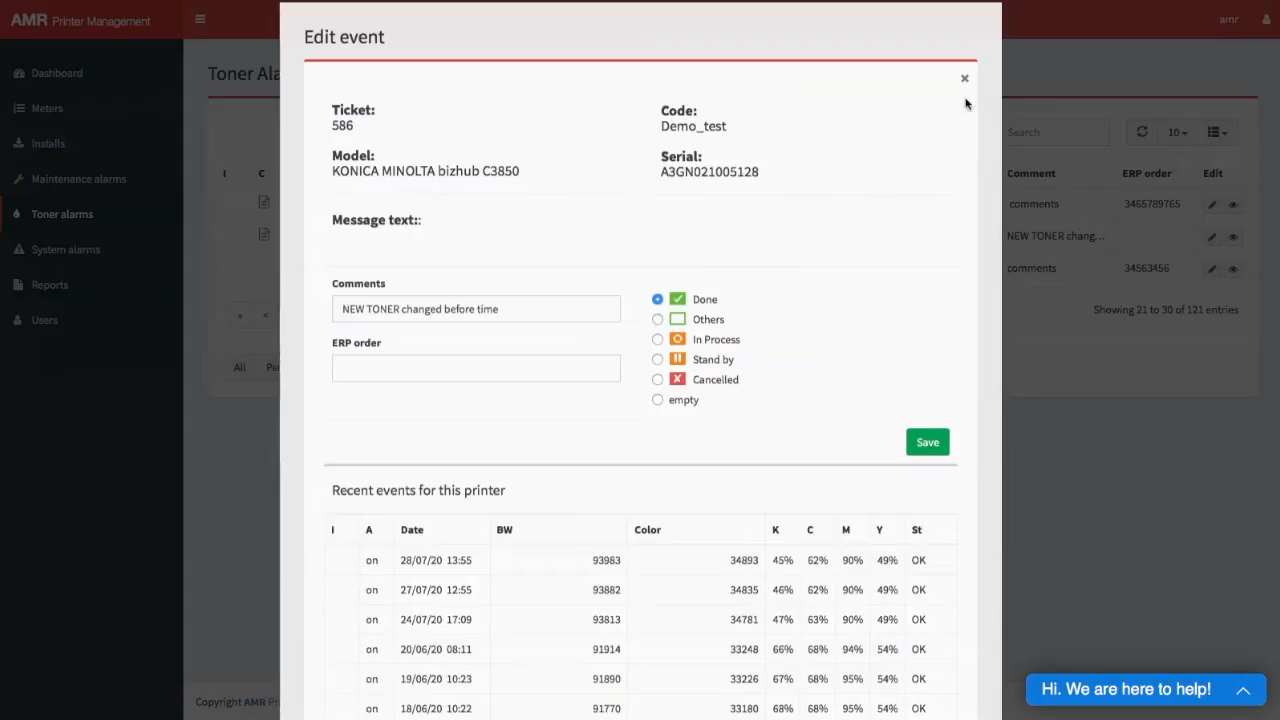 AMR Printer Management
amr
Dashboard
Meters
Installs
Maintenance alarms
Toner alarms
System alarms
Reports
Users
Toner Ala
I C
All Pe
Copyright AMR Pr
Edit event
×
Ticket:
586
Code:
Demo_test
Model:
KONICA MINOLTA bizhub C3850
Serial:
A3GN021005128
Message text::
Comments
NEW TONER changed before time
ERP order
Done
Others
In Process
Stand by
Cancelled
empty
Save
Recent events for this printer
I A Date BW Color K C M Y St
on 28/07/20 13:55 93983 34893 45% 62% 90% 49% OK
on 27/07/20 12:55 93882 34835 46% 62% 90% 49% OK
on 24/07/20 17:09 93813 34781 47% 63% 90% 49% OK
on 20/06/20 08:11 91914 33248 66% 68% 94% 54% OK
on 19/06/20 10:23 91890 33226 67% 68% 95% 54% OK
on 18/06/20 10:22 91770 33180 68% 68% 95% 54% OK
Search
10
Comment ERP order Edit
comments 3465789765
NEW TONER chang...
comments 34563456
Showing 21 to 30 of 121 entries
« <
Hi. We are here to help!